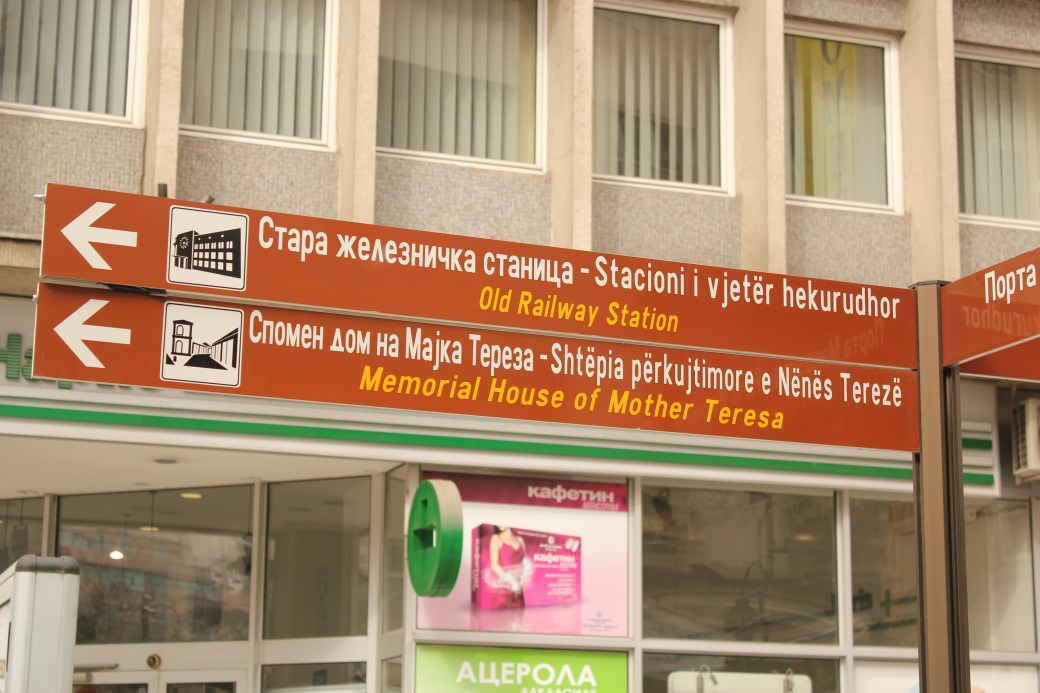 Стара железничка станица - Stacioni i vjetër hekurudhor
Old Railway Station
Спомен дом на Мајка Тереза - Shtëpia përkujtimore e Nënës Terezë
Memorial House of Mother Teresa
Порта
кафетин
кафетин
АЦЕРОЛА